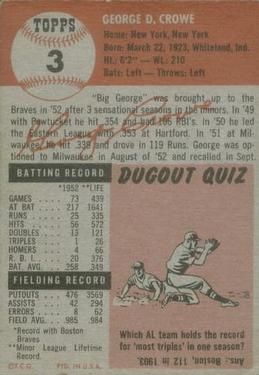 TOPPS
3
GEORGE D. CROWE
Home: New York, New York
Born: March 22, 1923, Whiteland, Ind.
Ht.: 6'2" — Wt.: 210
Bats: Left - Throws: Left
"Big George" was brought up to the
Braves in '52 after 3 sensational seasons in the minors. In '49
with Pawtucket he hit .354 and had 106 RBI's. In '50 he led
the Eastern League with .353 at Hartford. In '51 at Mil-
waukee he hit .338 and drove in 119 Runs. George was op-
tioned to Milwaukee in August of '52 and recalled in Sept.
BATTING RECORD
*1952 **LIFE
GAMES 73 439
AT BAT 217 1641
RUNS 25 335
HITS 56 572
DOUBLES 13 121
TRIPLES 1 26
HOMERS 4 66
R. B. I. 20 376
BAT. AVG. .258 .349
FIELDING RECORD
PUTOUTS 476 3569
ASSISTS 42 294
ERRORS 8 62
FIELD AVG. .985 .984
*Record with Boston
Braves
**Minor League Lifetime
Record.
©T.C.G. PTD. IN U.S.A.
DUGOUT QUIZ
Which AL team holds the record
for 'most triples' in one season?
Ans. Boston, 112 in 1903.